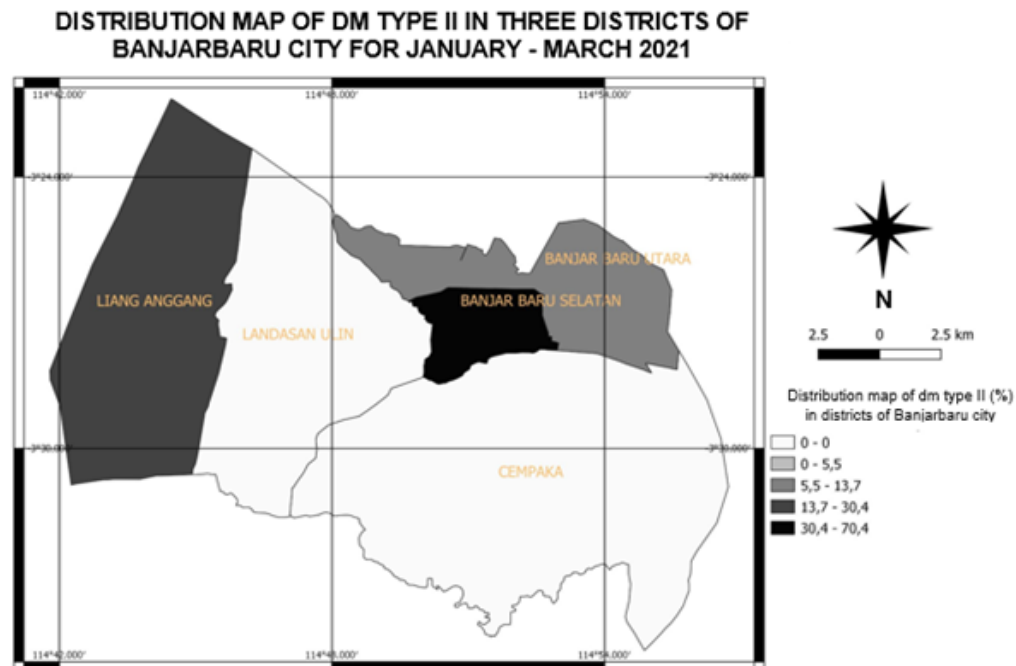 DISTRIBUTION MAP OF DM TYPE II IN THREE DISTRICTS OF
BANJARBARU CITY FOR JANUARY - MARCH 2021
114°42.000'
114°48.000'
114°54.000'
-3°24.000'
-3°24.000'
BANJAR BARU UTARA
LIANG ANGGANG
BANJAR BARU SELATAN
LANDASAN ULIN
N
2.5 0 2.5 km
Distribution map of dm type II (%)
in districts of Banjarbaru city
0 - 0
0 - 5,5
5,5 - 13,7
13,7 - 30,4
30,4 - 70,4
-3°30.000'
-3°30.000'
CEMPAKA
114°42.000'
114°48.000'
114°54.000'